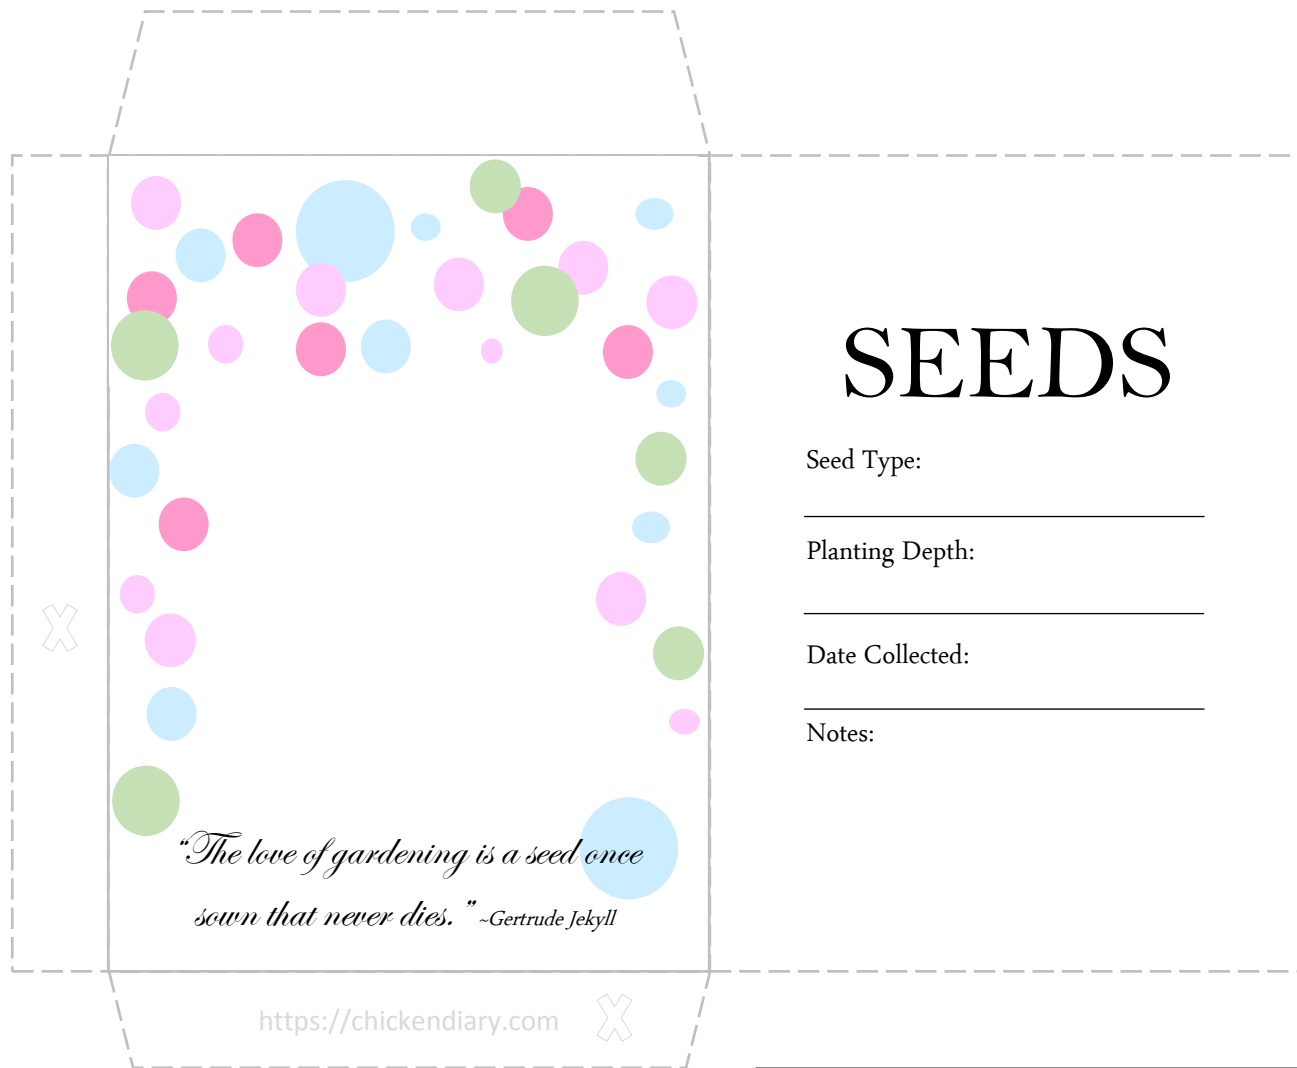 SEEDS
Seed Type:
Planting Depth:
Date Collected:
Notes:
“The love of gardening is a seed once
sown that never dies. ” ~Gertrude Jekyll
https://chickendiary.com